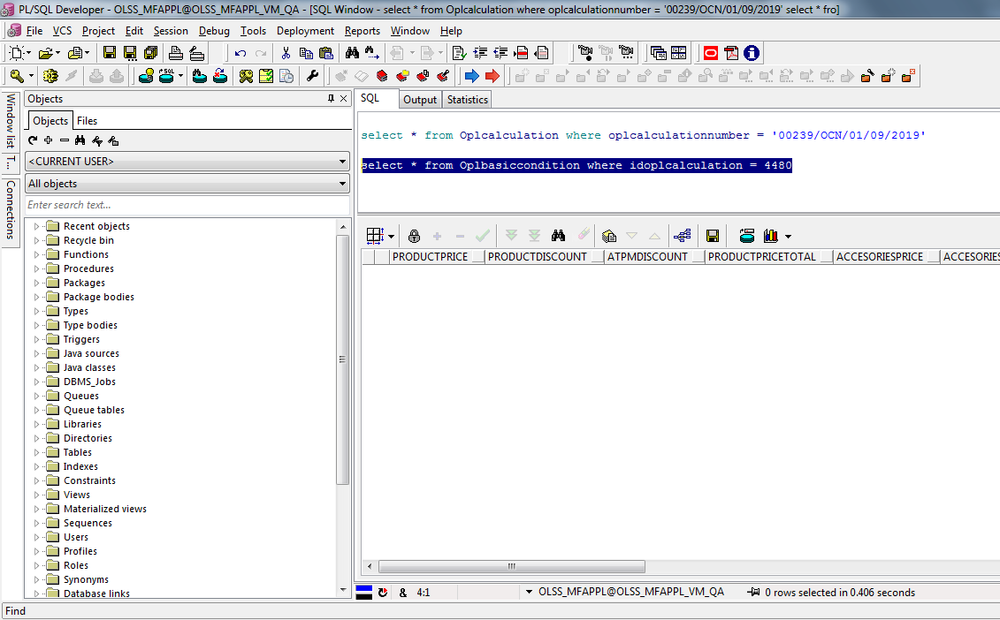 PL/SQL Developer - OLSS_MFAPPL@OLSS_MFAPPL_VM_QA - [SQL Window - select * from Oplcalculation where oplcalculationnumber = '00239/OCN/01/09/2019' select * fro]
File VCS Project Edit Session Debug Tools Deployment Reports Window Help
SQL
Window list
T...
Connections
Objects
Objects Files
<CURRENT USER>
All objects
Enter search text...
Recent objects
Recycle bin
Functions
Procedures
Packages
Package bodies
Types
Type bodies
Triggers
Java sources
Java classes
DBMS_Jobs
Queues
Queue tables
Libraries
Directories
Tables
Indexes
Constraints
Views
Materialized views
Sequences
Users
Profiles
Roles
Synonyms
Database links
SQL Output Statistics
select * from Oplcalculation where oplcalculationnumber = '00239/OCN/01/09/2019'
select * from Oplbasiccondition where idoplcalculation = 4480
PRODUCTPRICE PRODUCTDISCOUNT ATPMDISCOUNT PRODUCTPRICETOTAL ACCESORIESPRICE ACCESORIES
& 4:1 OLSS_MFAPPL@OLSS_MFAPPL_VM_QA 0 rows selected in 0.406 seconds
Find